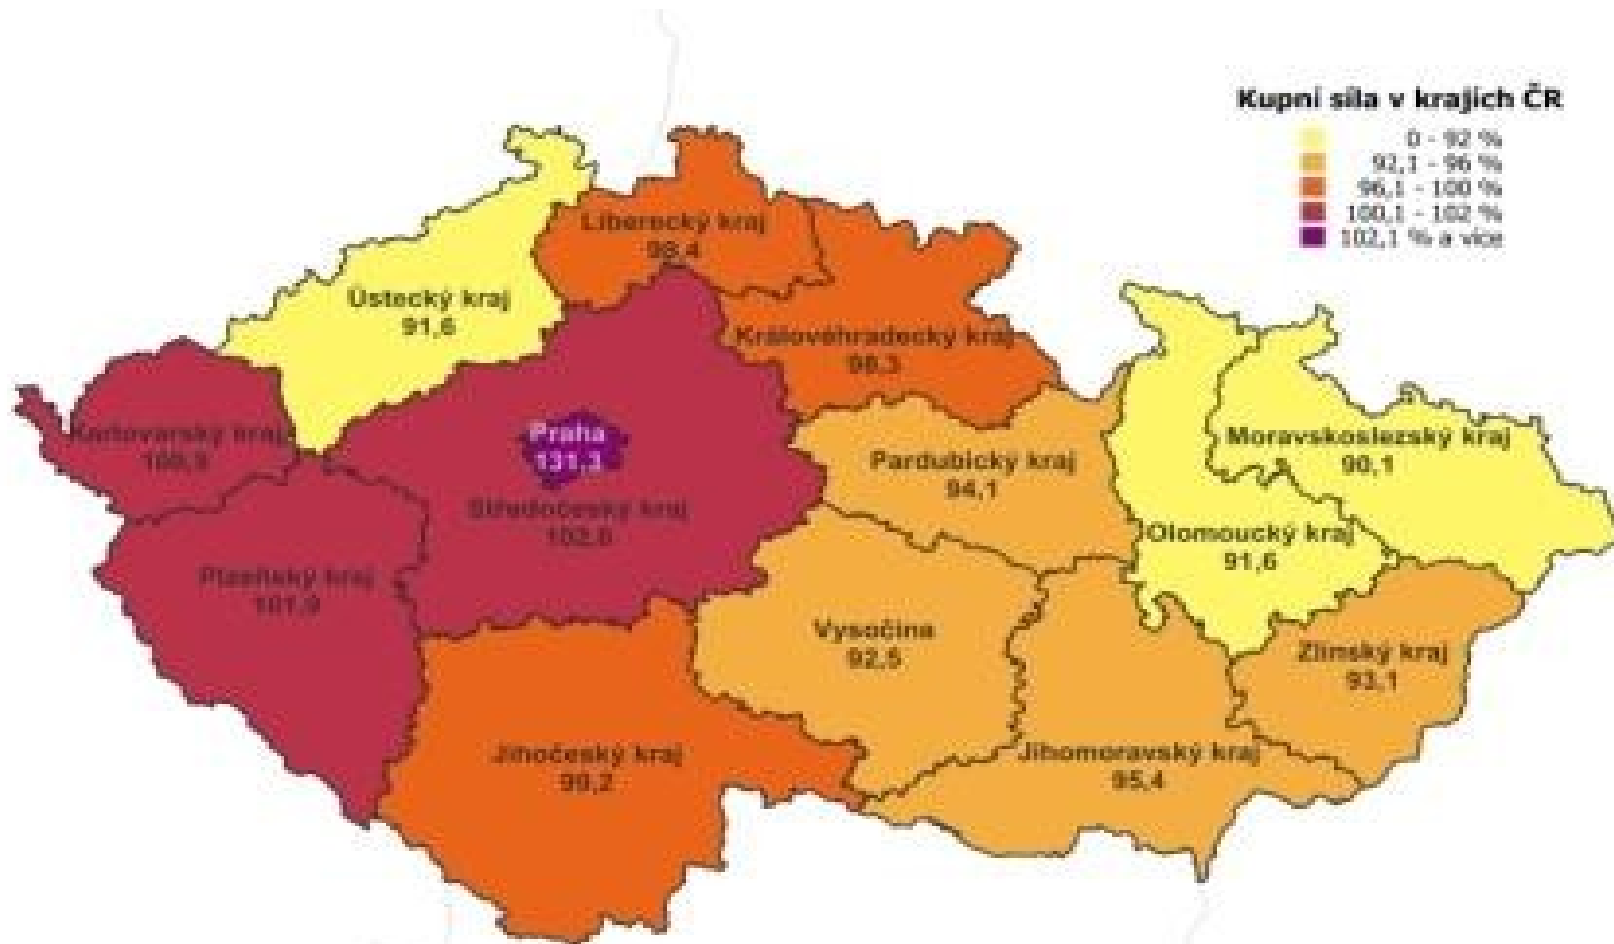 Kupní síla v krajích ČR
0 - 92 %
92,1 - 96 %
96,1 - 100 %
100,1 - 102 %
102,1 % a více
Liberecký kraj
98,4
Ústecký kraj
91,6
Královéhradecký kraj
98,3
Karlovarský kraj
Praha
131,3
Moravskoslezský kraj
90,1
Pardubický kraj
94,1
Středočeský kraj
Olomoucký kraj
91,6
Plzeňský kraj
101,9
Vysočina
92,5
Zlínský kraj
93,1
Jihočeský kraj
99,2
Jihomoravský kraj
95,4